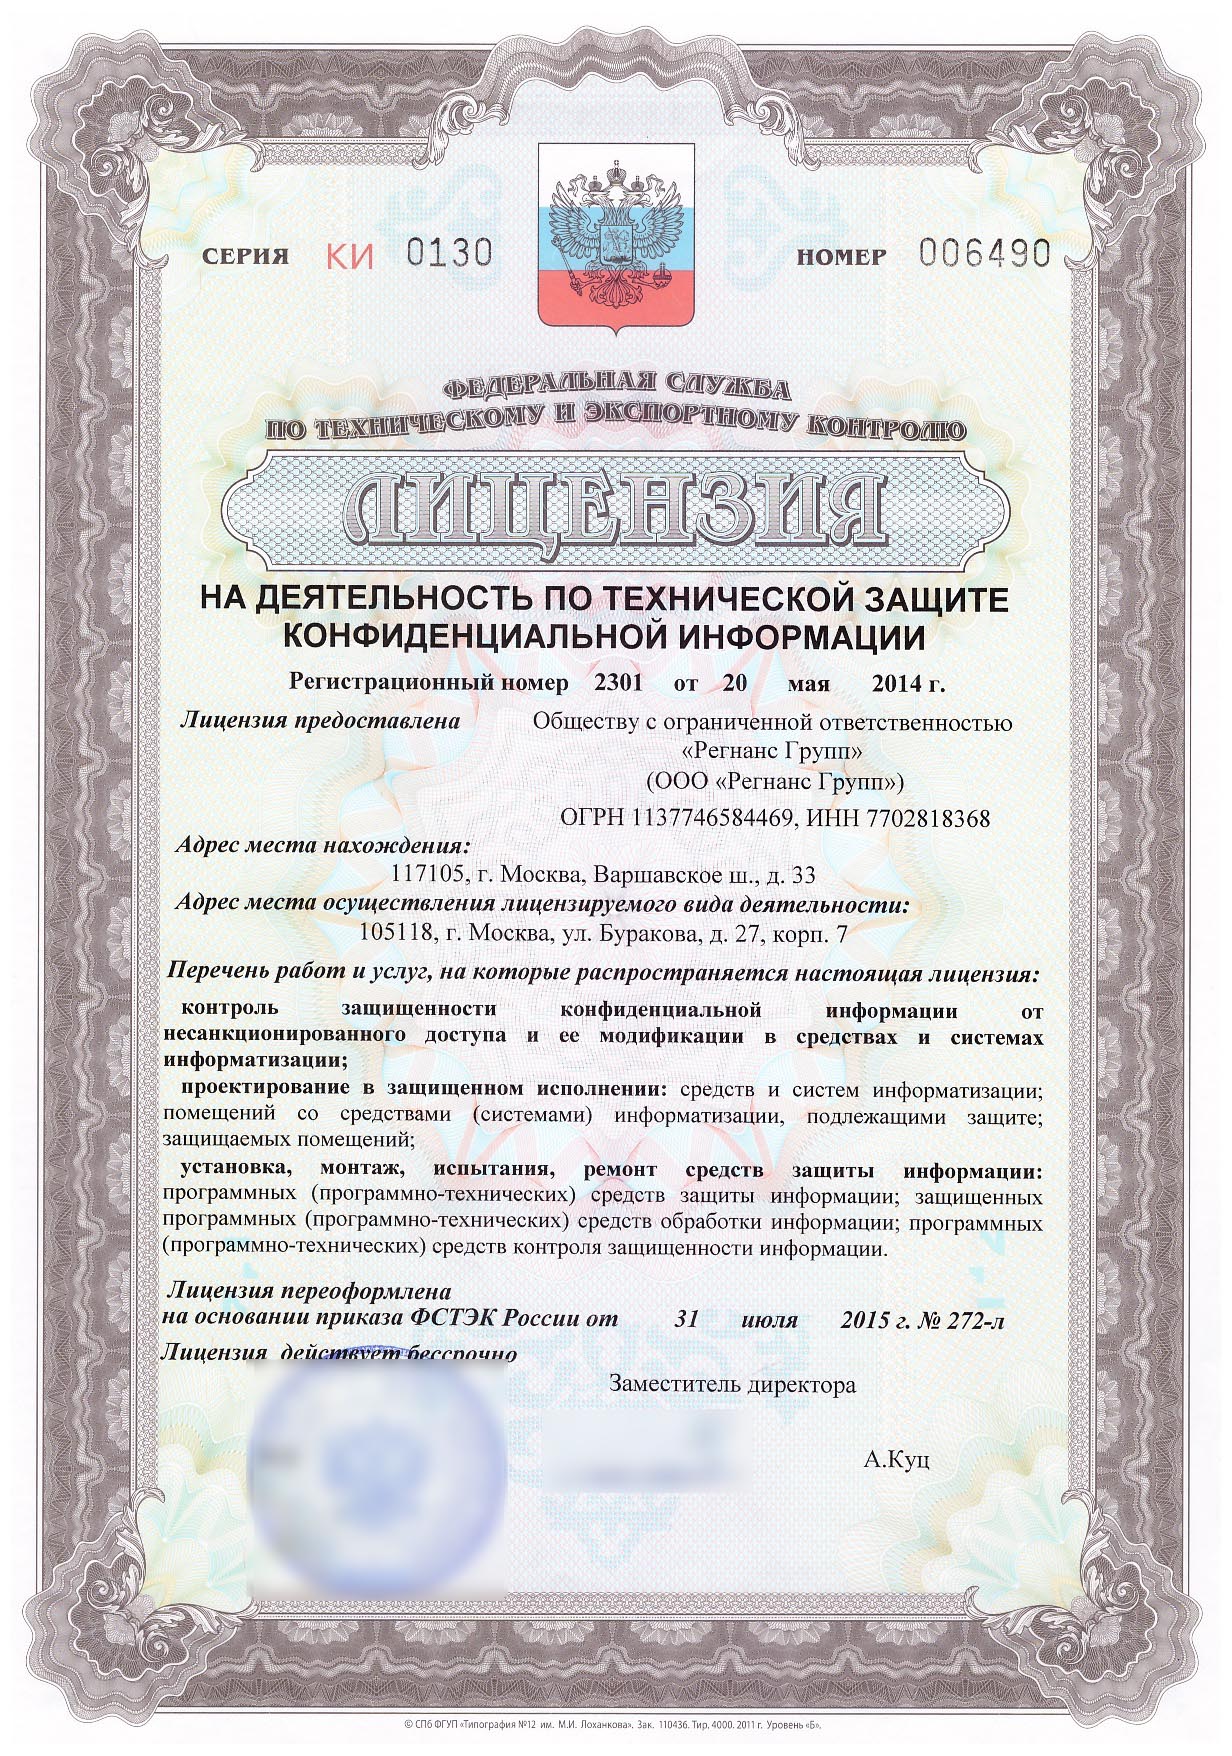 СЕРИЯ КИ 0130 НОМЕР 006490
ФЕДЕРАЛЬНАЯ СЛУЖБА
ПО ТЕХНИЧЕСКОМУ И ЭКСПОРТНОМУ КОНТРОЛЮ
ЛИЦЕНЗИЯ
НА ДЕЯТЕЛЬНОСТЬ ПО ТЕХНИЧЕСКОЙ ЗАЩИТЕ
КОНФИДЕНЦИАЛЬНОЙ ИНФОРМАЦИИ
Регистрационный номер 2301 от 20 мая 2014 г.
Лицензия предоставлена Обществу с ограниченной ответственностью
«Регнанс Групп»
(ООО «Регнанс Групп»)
ОГРН 1137746584469, ИНН 7702818368
Адрес места нахождения:
117105, г. Москва, Варшавское ш., д. 33
Адрес места осуществления лицензируемого вида деятельности:
105118, г. Москва, ул. Буракова, д. 27, корп. 7
Перечень работ и услуг, на которые распространяется настоящая лицензия:
контроль защищенности конфиденциальной информации от
несанкционированного доступа и ее модификации в средствах и системах
информатизации;
проектирование в защищенном исполнении: средств и систем информатизации;
помещений со средствами (системами) информатизации, подлежащими защите;
защищаемых помещений;
установка, монтаж, испытания, ремонт средств защиты информации:
программных (программно-технических) средств защиты информации; защищенных
программных (программно-технических) средств обработки информации; программных
(программно-технических) средств контроля защищенности информации.
Лицензия переоформлена
на основании приказа ФСТЭК России от 31 июля 2015 г. № 272-л
Лицензия действует бессрочно
Заместитель директора
А.Куц
© СПб ФГУП «Типография №12 им. М.И. Лоханкова». Зак. 110436. Тир. 4000. 2011 г. Уровень «Б».